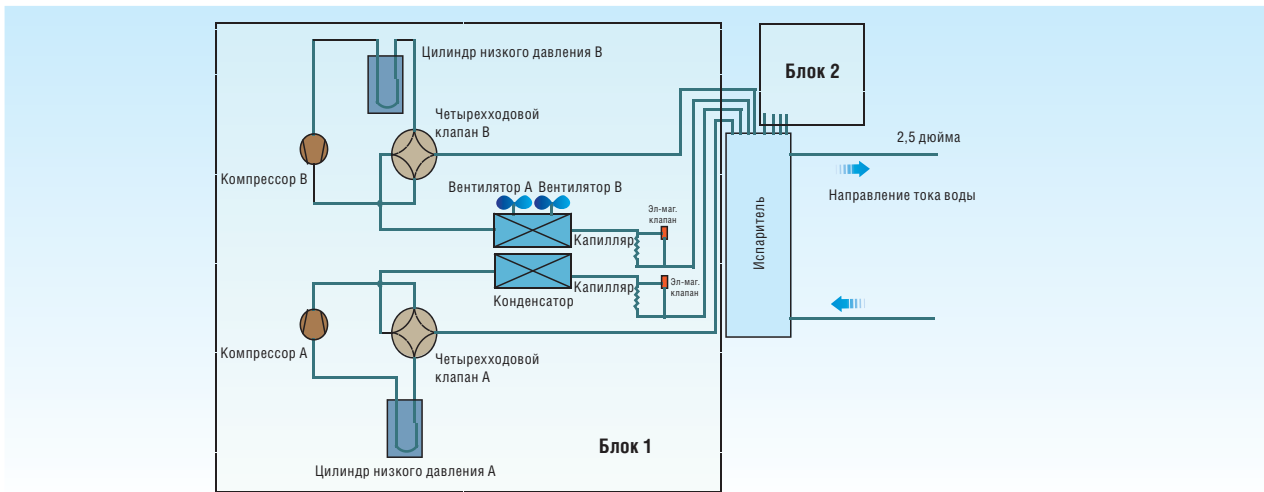 Цилиндр низкого давления В
Блок 2
Четырехходовой
клапан В
2,5 дюйма
Компрессор В
Вентилятор А Вентилятор В
Направление тока воды
Эл-маг.
клапан
Капилляр
Испаритель
Капилляр
Эл-маг.
клапан
Конденсатор
Компрессор А
Четырехходовой
клапан А
Блок 1
Цилиндр низкого давления А